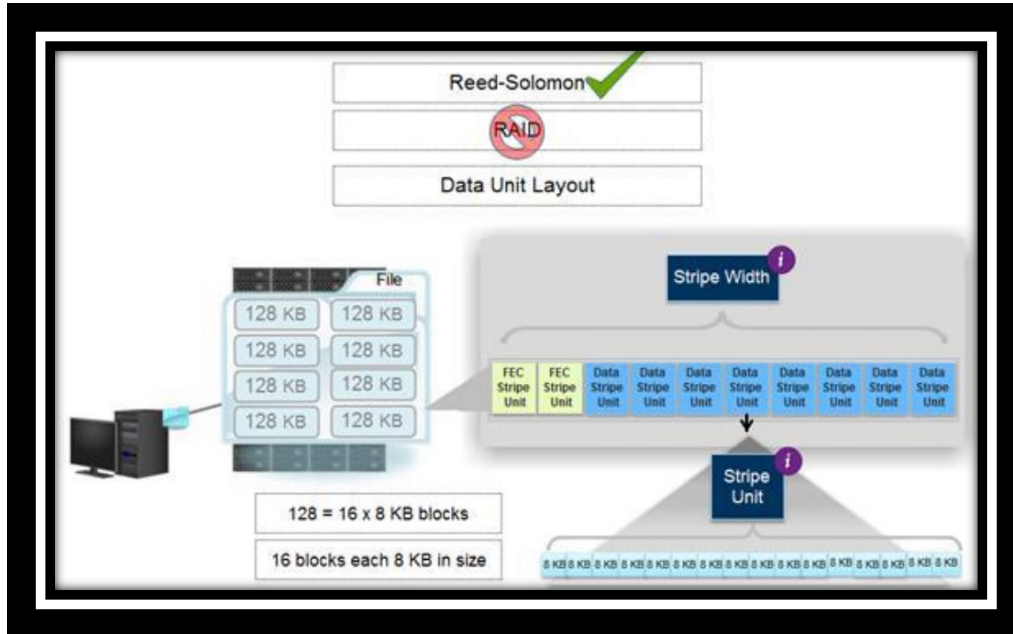 Reed-Solomon
RAID
Data Unit Layout
File
128 KB 128 KB
128 KB 128 KB
128 KB 128 KB
128 KB 128 KB
128 = 16 x 8 KB blocks
16 blocks each 8 KB in size
i
Stripe Width
FEC Stripe Unit FEC Stripe Unit Data Stripe Unit Data Stripe Unit Data Stripe Unit Data Stripe Unit Data Stripe Unit Data Stripe Unit Data Stripe Unit Data Stripe Unit
i
Stripe
Unit
8 KB 8 KB 8 KB 8 KB 8 KB 8 KB 8 KB 8 KB 8 KB 8 KB 8 KB 8 KB 8 KB 8 KB 8 KB 8 KB